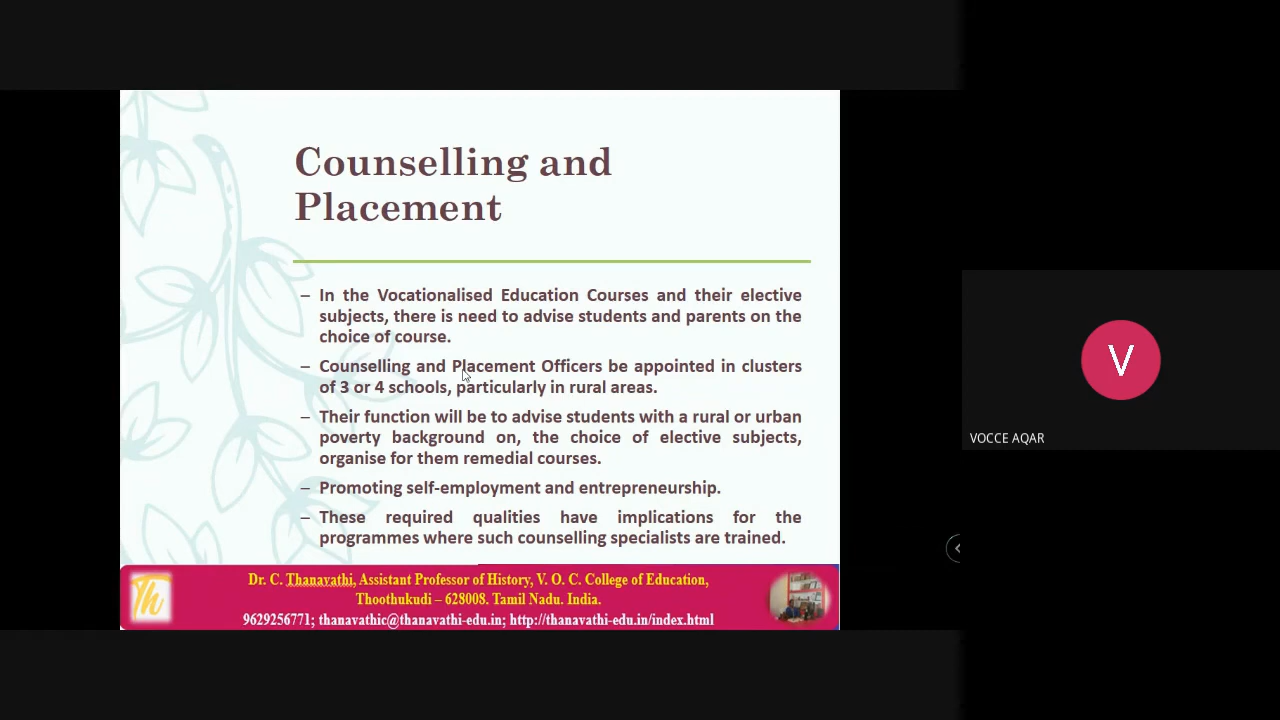 Counselling and
Placement
– In the Vocationalised Education Courses and their elective
subjects, there is need to advise students and parents on the
choice of course.
– Counselling and Placement Officers be appointed in clusters
of 3 or 4 schools, particularly in rural areas.
– Their function will be to advise students with a rural or urban
poverty background on, the choice of elective subjects,
organise for them remedial courses.
– Promoting self-employment and entrepreneurship.
– These required qualities have implications for the
programmes where such counselling specialists are trained.
Th
Dr. C. Thanavathi, Assistant Professor of History, V. O. C. College of Education,
Thoothukudi – 628008. Tamil Nadu. India.
9629256771; thanavathic@thanavathi-edu.in; http://thanavathi-edu.in/index.html
V
VOCCE AQAR